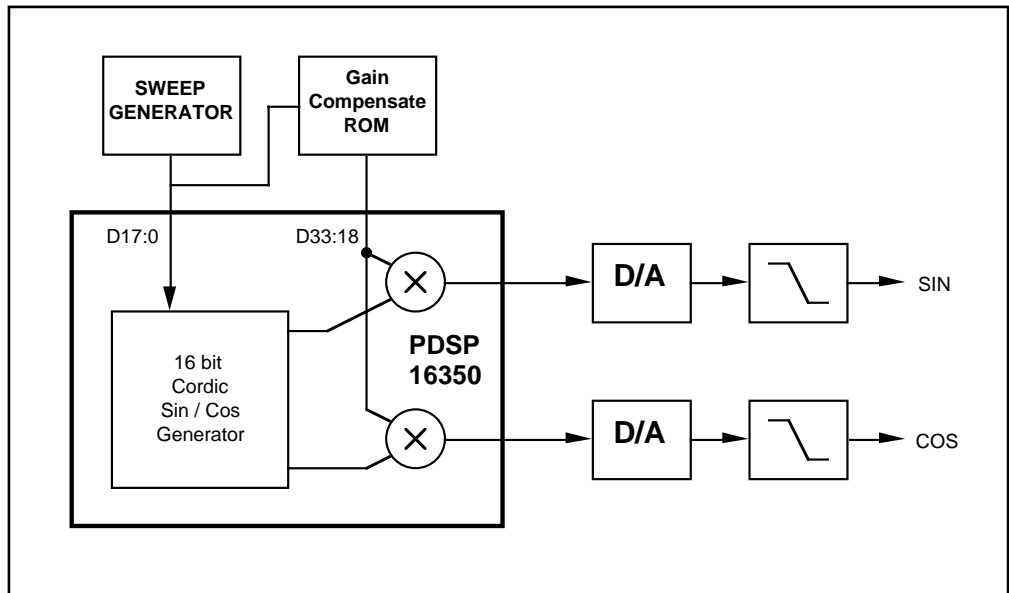 SWEEP
GENERATOR
Gain
Compensate
ROM
D17:0
D33:18
16 bit
Cordic
Sin / Cos
Generator
PDSP
16350
D/A
SIN
D/A
COS